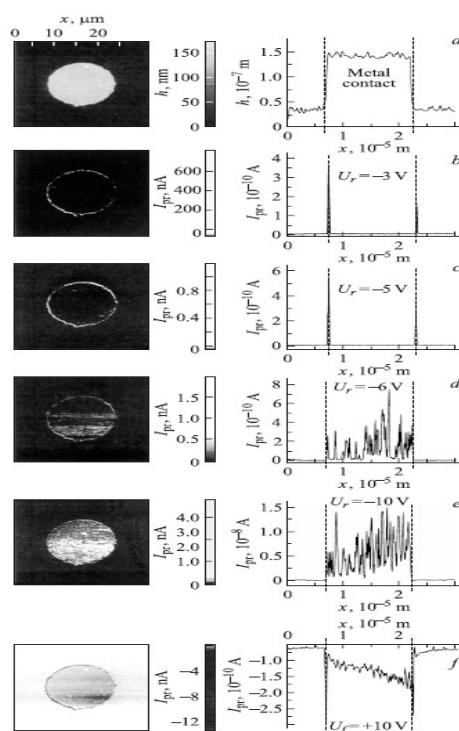 x, μm
0 10 20
h, nm
150
100
50
0
h, 10⁻⁷ m
1.5
1.0
0.5
0
Metal
contact
a
0 1 2
x, 10⁻⁵ m
I_pr, nA
600
400
200
0
I_pr, 10⁻¹⁰ A
4
3
2
1
0
U_r = −3 V
b
1 2
x, 10⁻⁵ m
I_pr, nA
0.8
0.4
0
I_pr, 10⁻¹⁰ A
6
4
2
0
U_r = −5 V
1 2
x, 10⁻⁵ m
I_pr, nA
1.5
1.0
0.5
0
I_pr, 10⁻¹⁰ A
8
6
4
2
0
U_r = −6 V
d
1 2
x, 10⁻⁵ m
I_pr, nA
4.0
3.0
2.0
1.0
0
I_pr, 10⁻⁸ A
1.5
1.0
0.5
0
U_r = −10 V
0 1 2
x, 10⁻⁵ m
x, 10⁻⁵ m
0 1 2
I_pr, nA
−4
−8
−12
I_pr, 10⁻¹⁰ A
−1.0
−1.5
−2.0
−2.5
U_f = +10 V
f